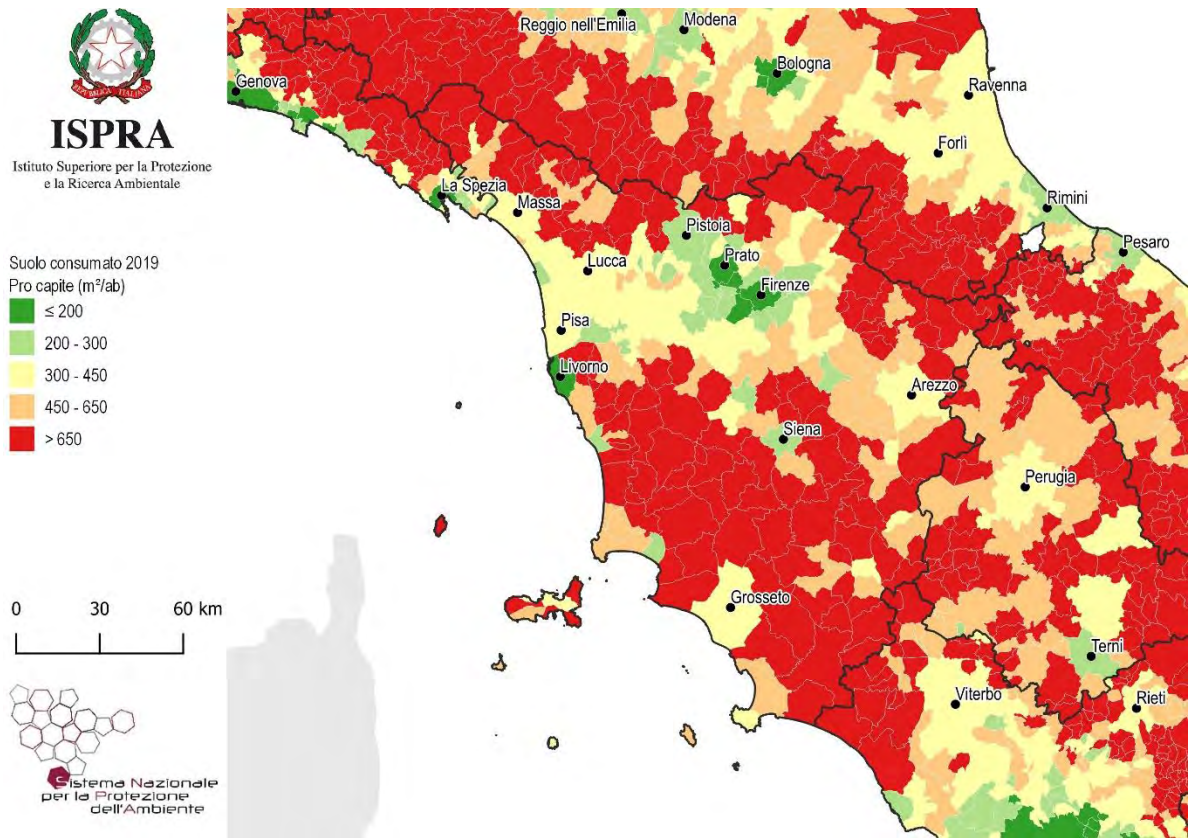 REPVBBLICA ITALIANA
ISPRA
Istituto Superiore per la Protezione
e la Ricerca Ambientale
Suolo consumato 2019
Pro capite (m²/ab)
≤ 200
200 - 300
300 - 450
450 - 650
> 650
0 30 60 km
Sistema Nazionale
per la Protezione
dell'Ambiente
Reggio nell'Emilia
Modena
Bologna
Genova
Ravenna
Forlì
La Spezia
Massa
Rimini
Pistoia
Pesaro
Prato
Lucca
Firenze
Pisa
Livorno
Arezzo
Siena
Perugia
Grosseto
Terni
Viterbo
Rieti